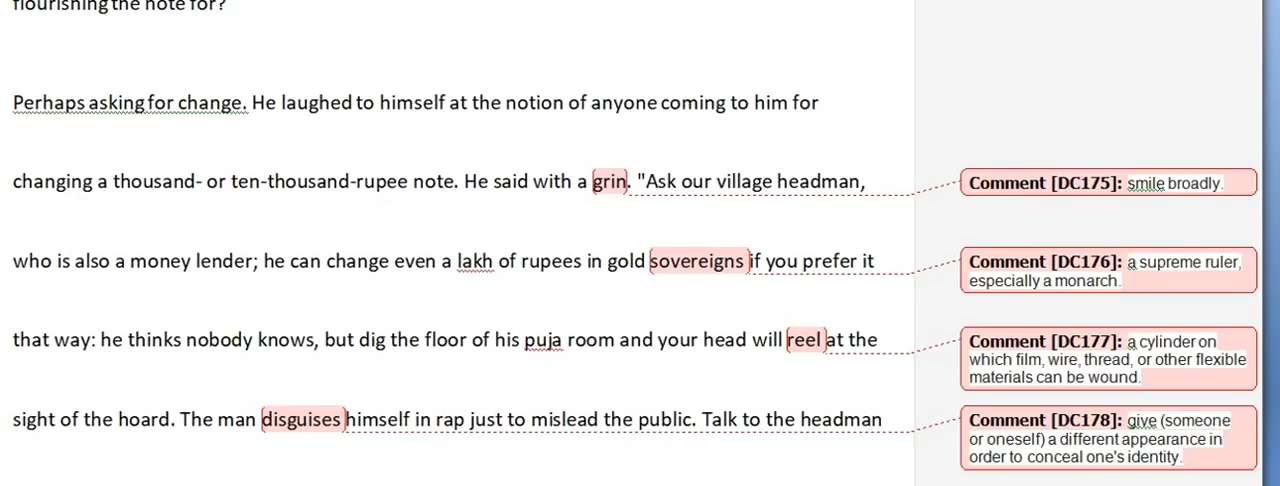 flourishing the note for?
Perhaps asking for change. He laughed to himself at the notion of anyone coming to him for
changing a thousand- or ten-thousand-rupee note. He said with a grin. "Ask our village headman,
who is also a money lender; he can change even a lakh of rupees in gold sovereigns if you prefer it
that way: he thinks nobody knows, but dig the floor of his puja room and your head will reel at the
sight of the hoard. The man disguises himself in rap just to mislead the public. Talk to the headman
Comment [DC175]: smile broadly.
Comment [DC176]: a supreme ruler,
especially a monarch.
Comment [DC177]: a cylinder on
which film, wire, thread, or other flexible
materials can be wound.
Comment [DC178]: give (someone
or oneself) a different appearance in
order to conceal one's identity.